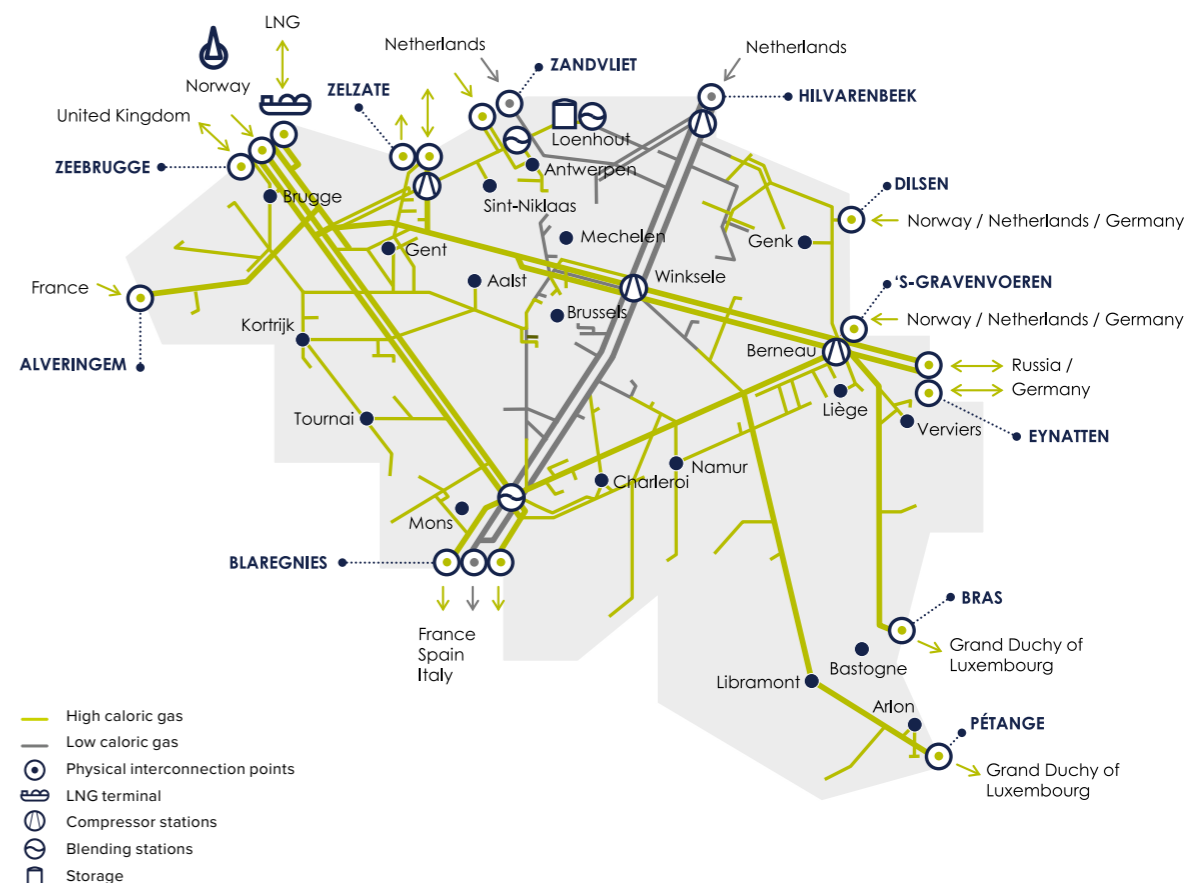 LNG
Netherlands
Netherlands
ZANDVLIET
Norway
ZELZATE
HILVARENBEEK
United Kingdom
Loenhout
ZEEBRUGGE
Antwerpen
DILSEN
Brugge
Sint-Niklaas
Norway / Netherlands / Germany
Mechelen
Genk
Gent
Winksele
'S-GRAVENVOEREN
France
Aalst
Brussels
Norway / Netherlands / Germany
Kortrijk
Berneau
ALVERINGEM
Russia /
Germany
Liège
Tournai
Verviers
EYNATTEN
Namur
Charleroi
Mons
BLAREGNIES
BRAS
France
Spain
Italy
Grand Duchy of
Luxembourg
Bastogne
Libramont
Arlon
PÉTANGE
Grand Duchy of
Luxembourg
High caloric gas
Low caloric gas
Physical interconnection points
LNG terminal
Compressor stations
Blending stations
Storage